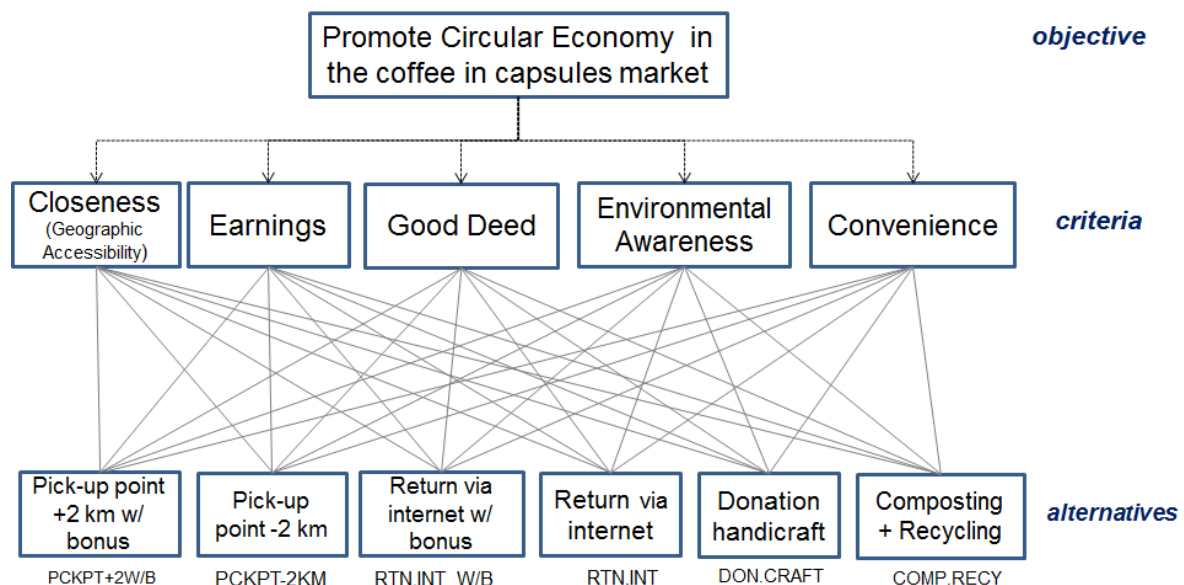 Promote Circular Economy in
the coffee in capsules market
objective
Closeness
(Geographic
Accessibility)
Earnings
Good Deed
Environmental
Awareness
Convenience
criteria
Pick-up point
+2 km w/
bonus
Pick-up
point -2 km
Return via
internet w/
bonus
Return via
internet
Donation
handicraft
Composting
+ Recycling
alternatives
PCKPT+2W/B
PCKPT-2KM
RTN.INT_W/B
RTN.INT
DON.CRAFT
COMP.RECY